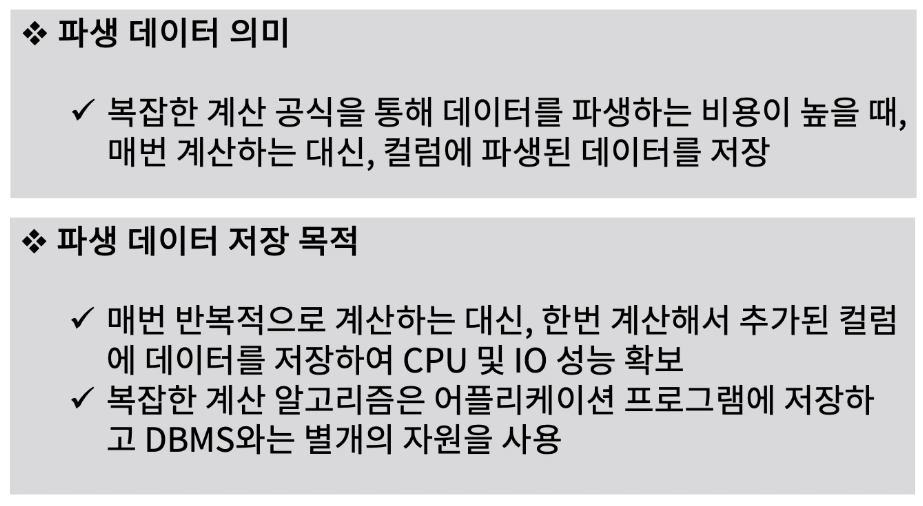 ❖ 파생 데이터 의미
✓ 복잡한 계산 공식을 통해 데이터를 파생하는 비용이 높을 때,
매번 계산하는 대신, 컬럼에 파생된 데이터를 저장
❖ 파생 데이터 저장 목적
✓ 매번 반복적으로 계산하는 대신, 한번 계산해서 추가된 컬럼
에 데이터를 저장하여 CPU 및 IO 성능 확보
✓ 복잡한 계산 알고리즘은 어플리케이션 프로그램에 저장하
고 DBMS와는 별개의 자원을 사용